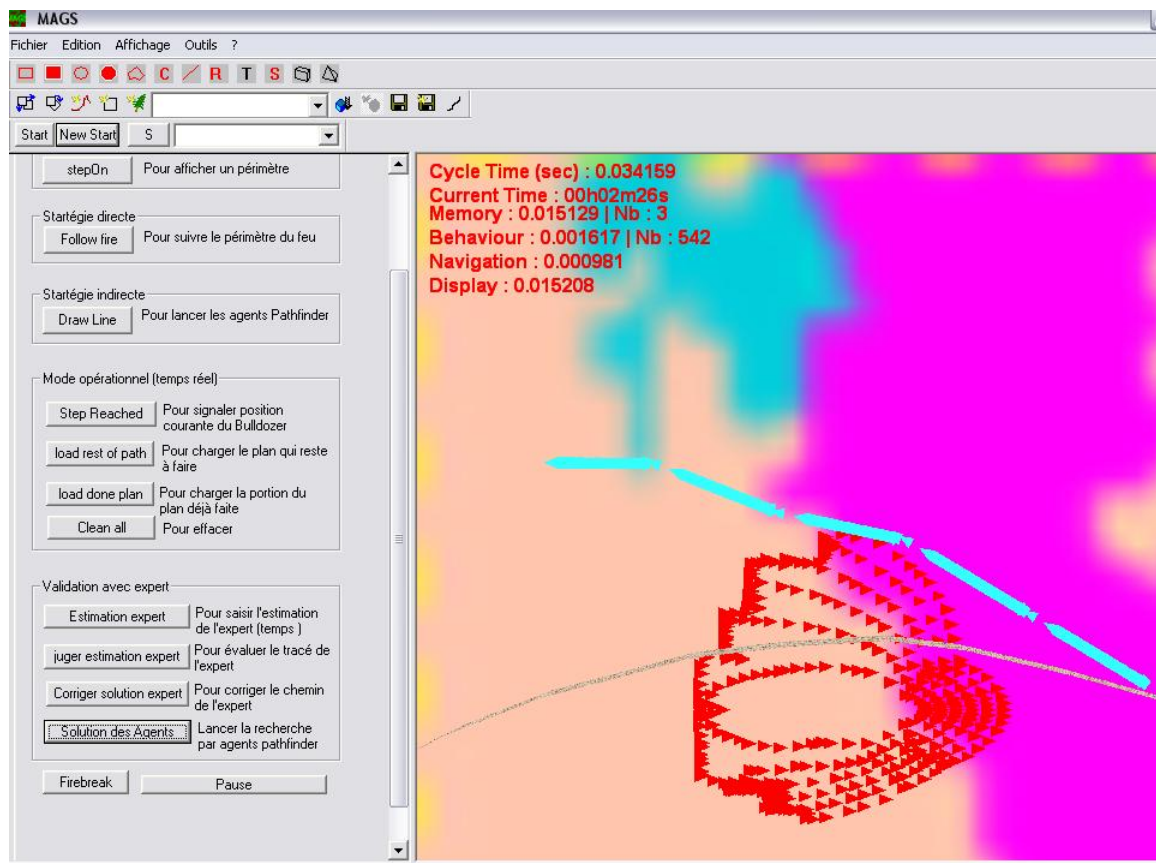 MAGS
Fichier Edition Affichage Outils ?
C R T S
Start New Start S
stepOn Pour afficher un périmètre
Startégie directe
Follow fire Pour suivre le périmètre du feu
Startégie indirecte
Draw Line Pour lancer les agents Pathfinder
Mode opérationnel (temps réel)
Step Reached Pour signaler position
courante du Bulldozer
load rest of path Pour charger le plan qui reste
à faire
load done plan Pour charger la portion du
plan déjà faite
Clean all Pour effacer
Validation avec expert
Estimation expert Pour saisir l'estimation
de l'expert (temps )
juger estimation expert Pour évaluer le tracé de
l'expert
Corriger solution expert Pour corriger le chemin
de l'expert
Solution des Agents Lancer la recherche
par agents pathfinder
Firebreak Pause
Cycle Time (sec) : 0.034159
Current Time : 00h02m26s
Memory : 0.015129 | Nb : 3
Behaviour : 0.001617 | Nb : 542
Navigation : 0.000981
Display : 0.015208